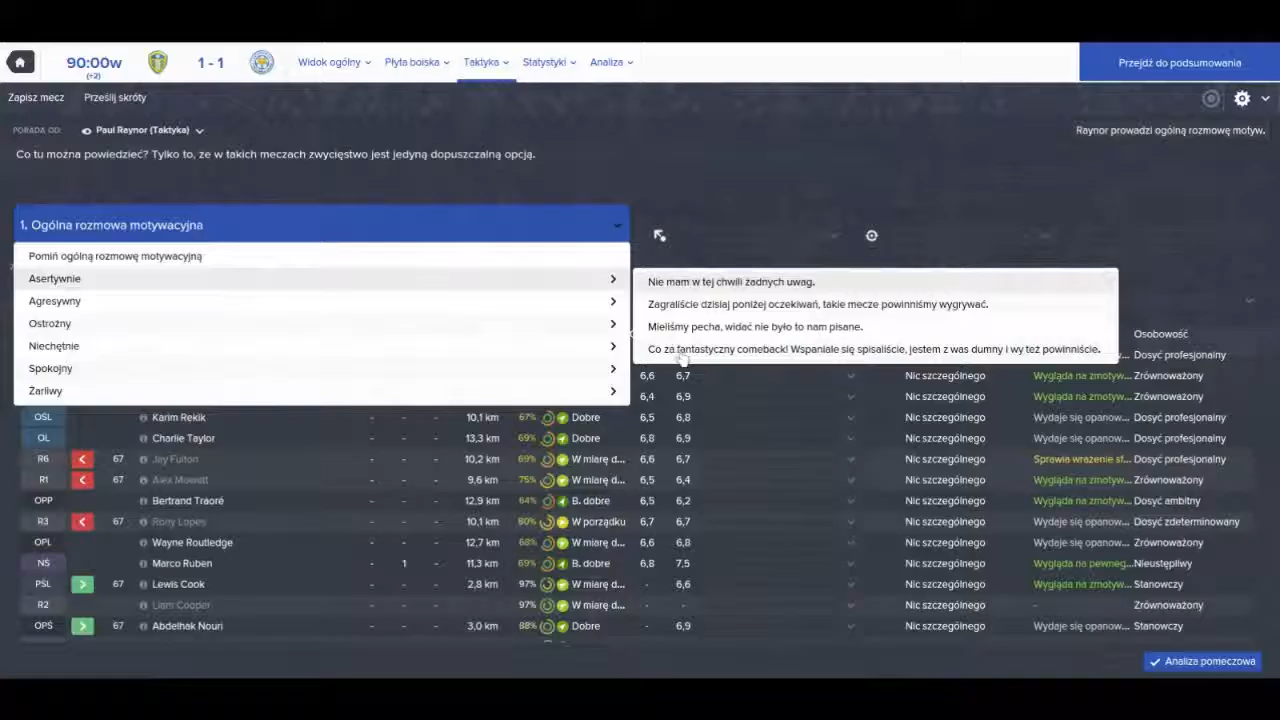 90:00w 1 - 1 Widok ogólny Płyta boiska Taktyka Statystyki Analiza Przejdź do podsumowania
(+2)
Zapisz mecz Prześlij skróty
PORADA OD: Paul Raynor (Taktyka) Raynor prowadzi ogólną rozmowę motyw.
Co tu można powiedzieć? Tylko to, że w takich meczach zwycięstwo jest jedyną dopuszczalną opcją.
1. Ogólna rozmowa motywacyjna
Pomiń ogólną rozmowę motywacyjną
Asertywnie
Agresywny
Ostrożny
Niechętnie
Spokojny
Żarliwy
Nie mam w tej chwili żadnych uwag.
Zagraliście dzisiaj poniżej oczekiwań, takie mecze powinniśmy wygrywać.
Mieliśmy pecha, widać nie było to nam pisane.
Co za fantastyczny comeback! Wspaniale się spisaliście, jestem z was dumny i wy też powinniście.
Osobowość
Dosyć profesjonalny
6,6 6,7 Nic szczególnego Wygląda na zmotyw... Zrównoważony
6,4 6,9 Nic szczególnego Wygląda na zmotyw... Zrównoważony
OŚL Karim Rekik - - - 10,1 km 67% Dobre 6,5 6,8 Nic szczególnego Wydaje się opanow... Dosyć profesjonalny
OL Charlie Taylor - - - 13,3 km 69% Dobre 6,8 6,9 Nic szczególnego Wydaje się opanow... Dosyć profesjonalny
R6 67 Jay Fulton - - - 10,2 km 69% W miarę d... 6,6 6,7 Nic szczególnego Sprawia wrażenie sf... Dosyć profesjonalny
R1 67 Alex Mowatt - - - 9,6 km 75% W miarę d... 6,5 6,4 Nic szczególnego Wygląda na zmotyw... Zrównoważony
OPP Bertrand Traoré - - - 12,9 km 64% B. dobre 6,5 6,2 Nic szczególnego Wygląda na zmotyw... Dosyć ambitny
R3 67 Rony Lopes - - - 10,1 km 80% W porządku 6,7 6,7 Nic szczególnego Wydaje się opanow... Dosyć zdeterminowany
OPL Wayne Routledge - - - 12,7 km 68% W miarę d... 6,6 6,8 Nic szczególnego Wydaje się opanow... Zrównoważony
NŚ Marco Ruben - 1 - 11,3 km 69% B. dobre 6,8 7,5 Nic szczególnego Wygląda na pewneg... Nieustępliwy
PŚL 67 Lewis Cook - - - 2,8 km 97% W miarę d... - 6,6 Nic szczególnego Wygląda na zmotyw... Stanowczy
R2 Liam Cooper - - - 97% W miarę d... - - Nic szczególnego - Zrównoważony
OPŚ 67 Abdelhak Nouri - - - 3,0 km 88% Dobre - 6,9 Nic szczególnego Wydaje się opanow... Stanowczy
Analiza pomeczowa